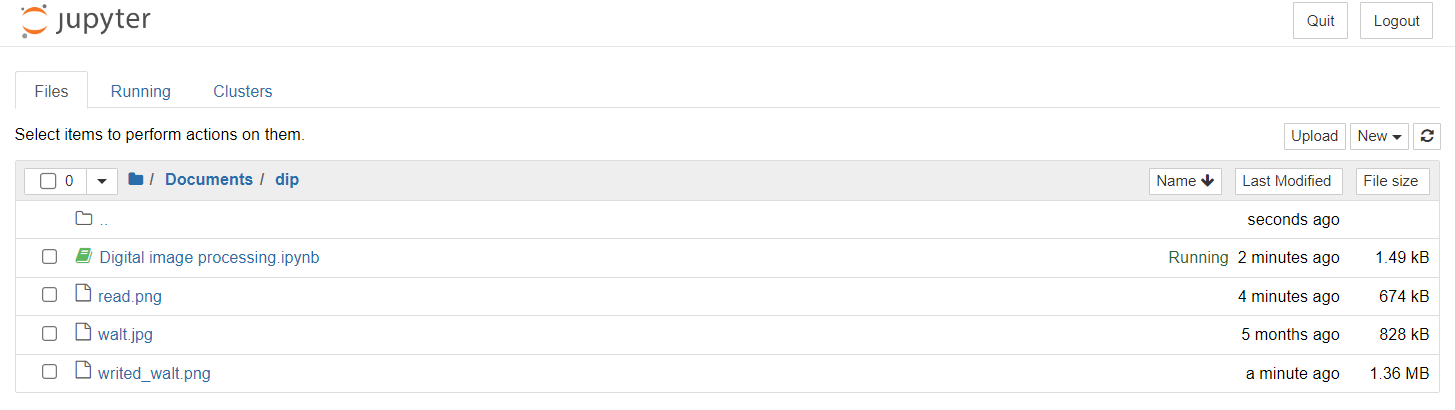 jupyter Quit Logout
Files Running Clusters
Select items to perform actions on them. Upload New
0 / Documents / dip Name Last Modified File size
.. seconds ago
Digital image processing.ipynb Running 2 minutes ago 1.49 kB
read.png 4 minutes ago 674 kB
walt.jpg 5 months ago 828 kB
writed_walt.png a minute ago 1.36 MB